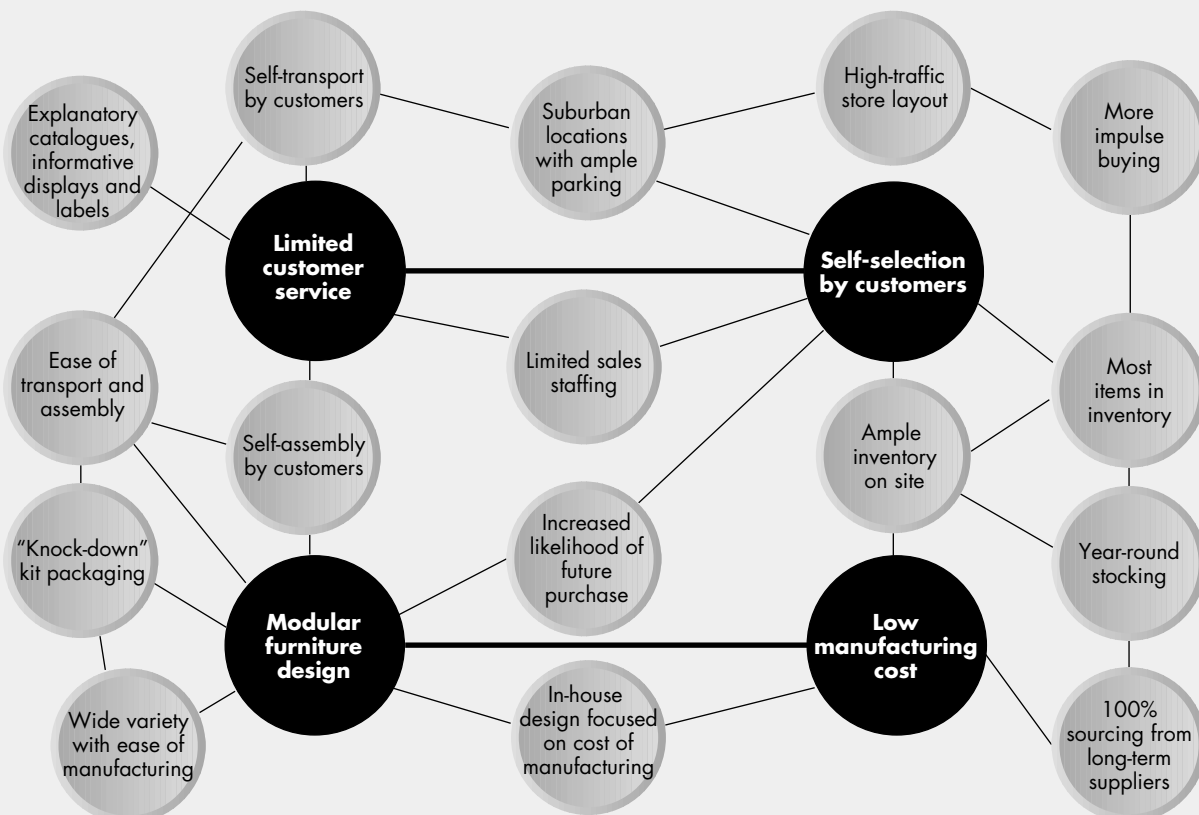 Self-transport
by customers
High-traffic
store layout
Explanatory
catalogues,
informative
displays and
labels
Suburban
locations
with ample
parking
More
impulse
buying
Limited
customer
service
Self-selection
by customers
Ease of
transport and
assembly
Limited sales
staffing
Most
items in
inventory
Self-assembly
by customers
Ample
inventory
on site
"Knock-down"
kit packaging
Increased
likelihood of
future
purchase
Year-round
stocking
Modular
furniture
design
Low
manufacturing
cost
Wide variety
with ease of
manufacturing
In-house
design focused
on cost of
manufacturing
100%
sourcing from
long-term
suppliers